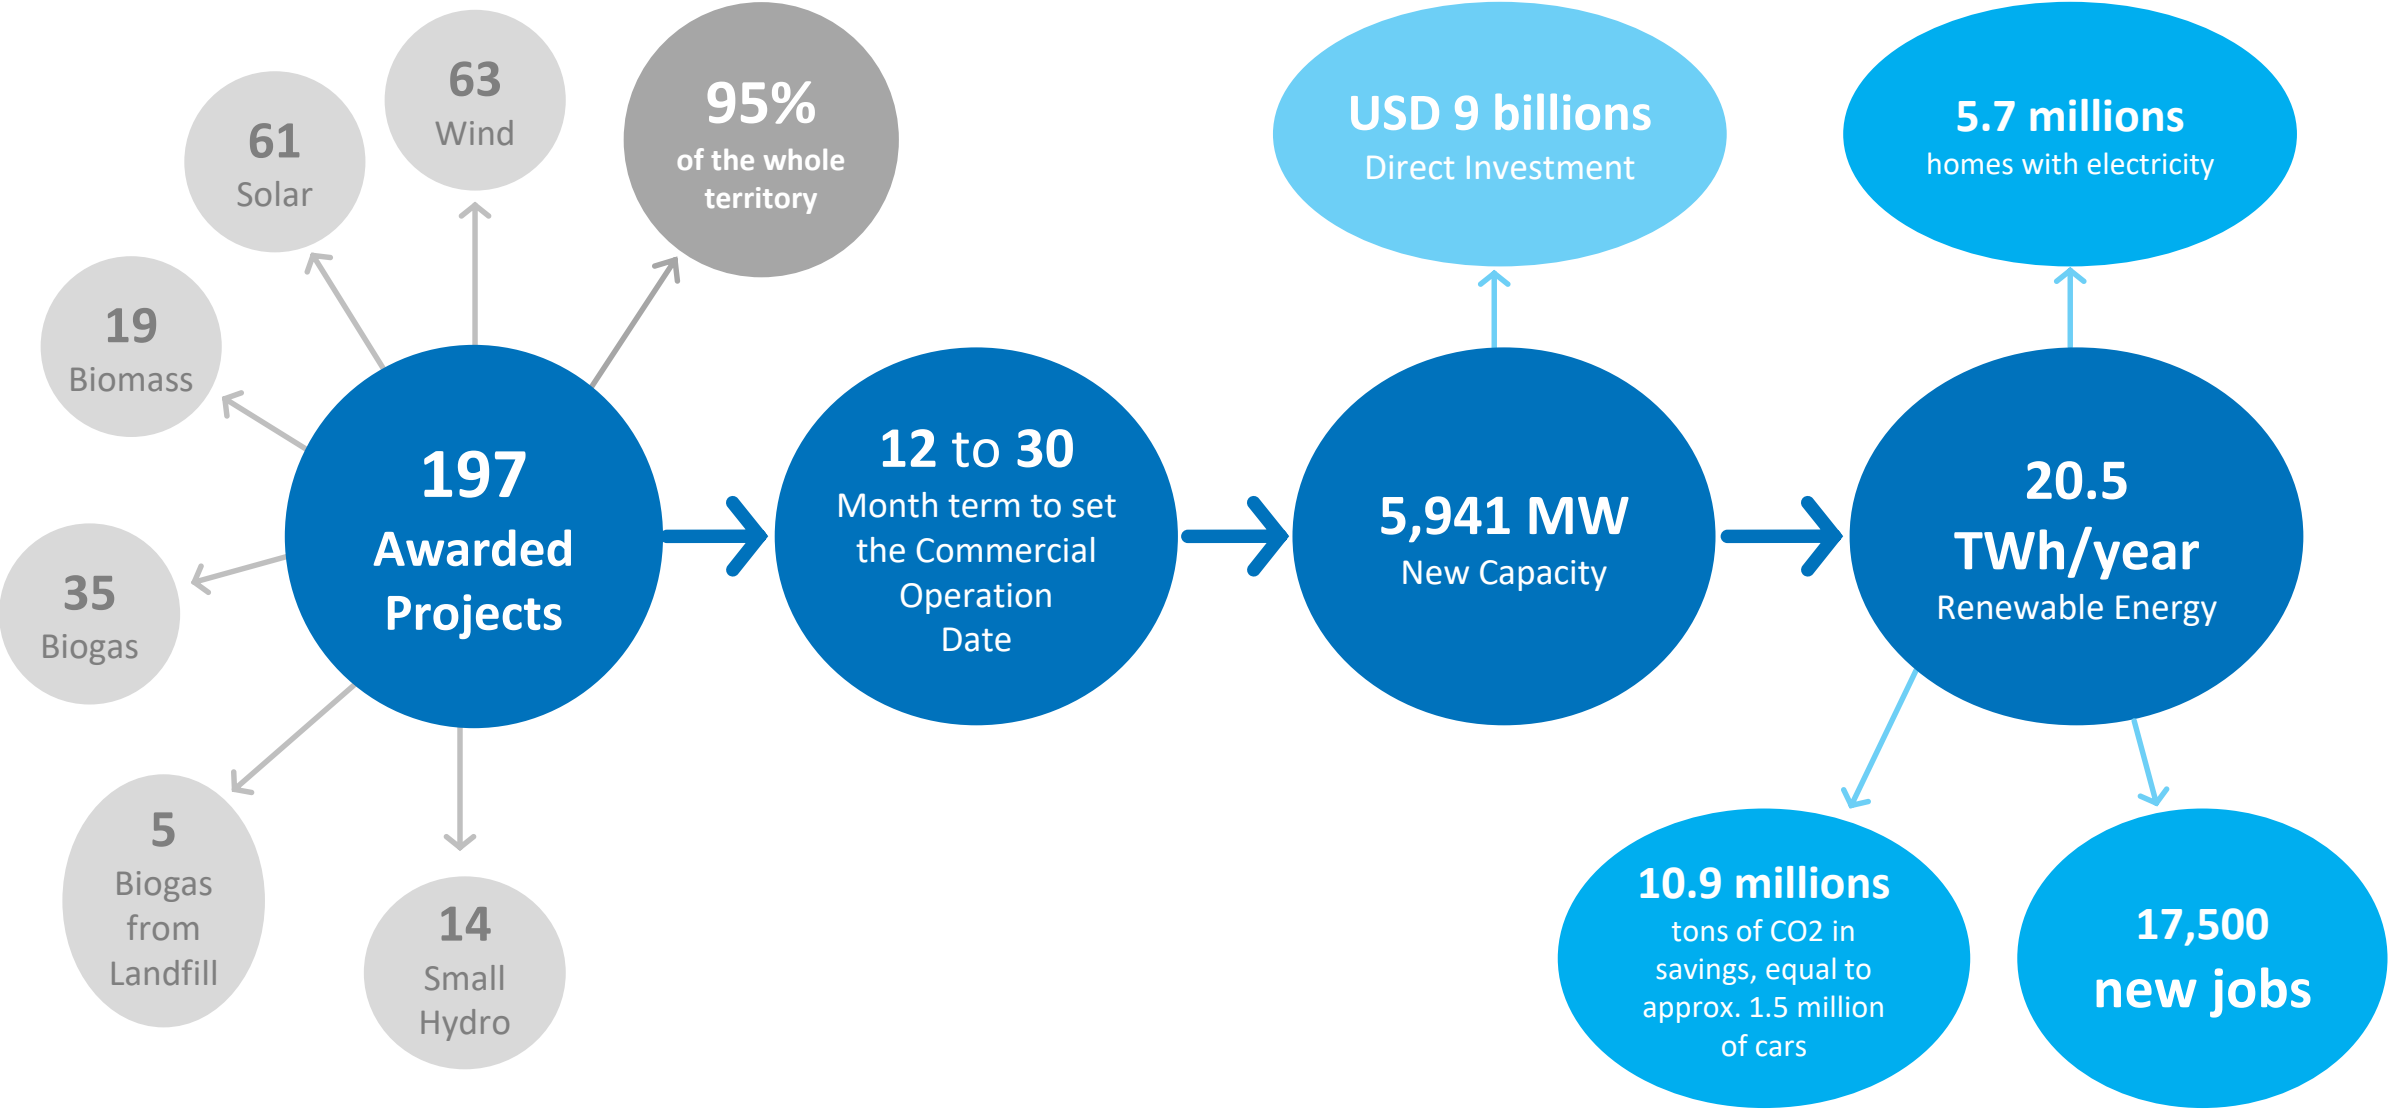 63
Wind
61
Solar
19
Biomass
35
Biogas
5
Biogas
from
Landfill
14
Small
Hydro
95%
of the whole
territory
197
Awarded
Projects
12 to 30
Month term to set
the Commercial
Operation
Date
USD 9 billions
Direct Investment
5,941 MW
New Capacity
5.7 millions
homes with electricity
20.5
TWh/year
Renewable Energy
10.9 millions
tons of CO2 in
savings, equal to
approx. 1.5 million
of cars
17,500
new jobs